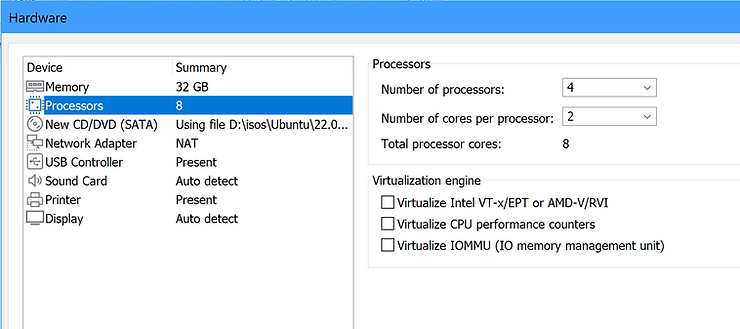 Hardware
Device Summary
Memory 32 GB
Processors 8
New CD/DVD (SATA) Using file D:\isos\Ubuntu\22.0...
Network Adapter NAT
USB Controller Present
Sound Card Auto detect
Printer Present
Display Auto detect
Processors
Number of processors: 4
Number of cores per processor: 2
Total processor cores: 8
Virtualization engine
Virtualize Intel VT-x/EPT or AMD-V/RVI
Virtualize CPU performance counters
Virtualize IOMMU (IO memory management unit)